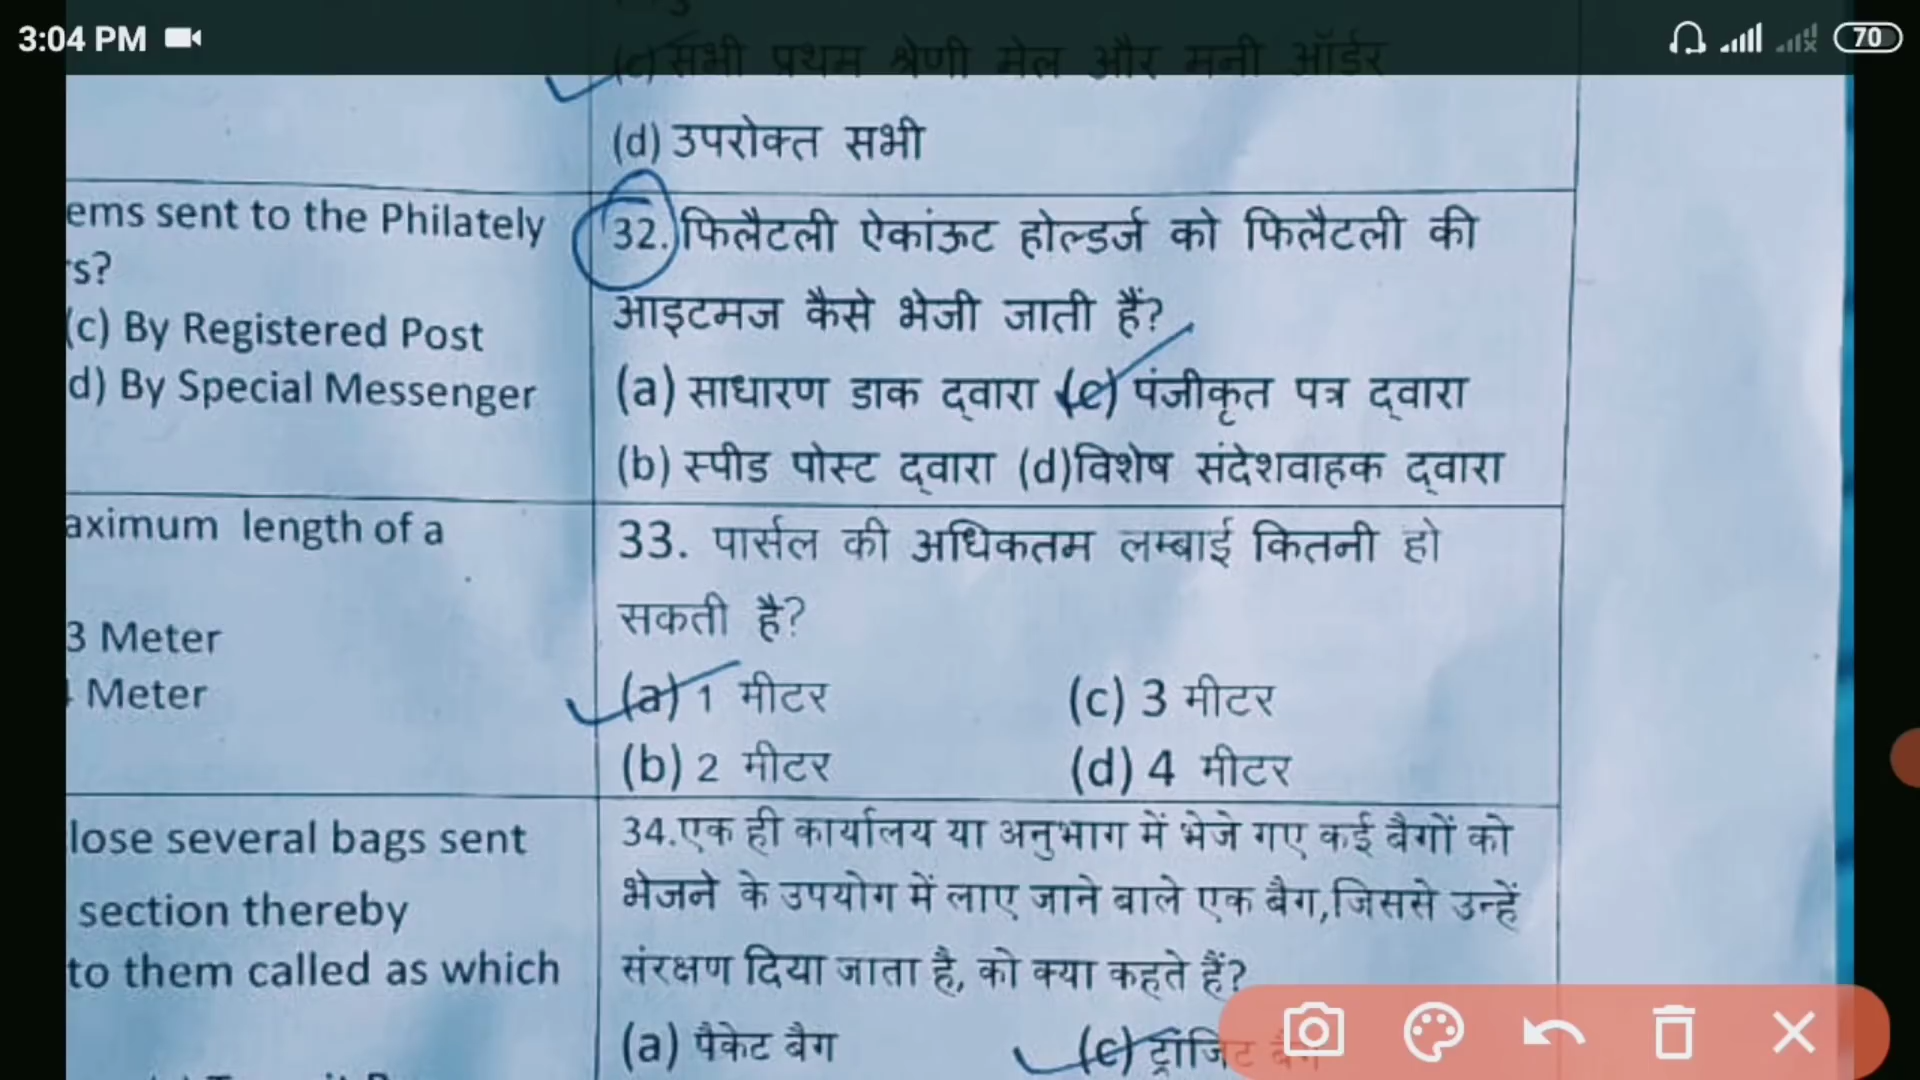 3:04 PM
70
(c) सभी प्रथम श्रेणी मेल और मनी ऑर्डर
(d) उपरोक्त सभी
ems sent to the Philately
s?
(c) By Registered Post
d) By Special Messenger
32. फिलैटली ऐकांऊट होल्डर्ज को फिलैटली की
आइटमज कैसे भेजी जाती हैं?
(a) साधारण डाक द्वारा (c) पंजीकृत पत्र द्वारा
(b) स्पीड पोस्ट द्वारा (d)विशेष संदेशवाहक द्वारा
aximum length of a
3 Meter
Meter
33. पार्सल की अधिकतम लम्बाई कितनी हो
सकती है?
(a) 1 मीटर (c) 3 मीटर
(b) 2 मीटर (d) 4 मीटर
lose several bags sent
section thereby
to them called as which
34.एक ही कार्यालय या अनुभाग में भेजे गए कई बैगों को
भेजने के उपयोग में लाए जाने वाले एक बैग,जिससे उन्हें
संरक्षण दिया जाता है, को क्या कहते हैं?
(a) पैकेट बैग (c) ट्रांजिट बैग